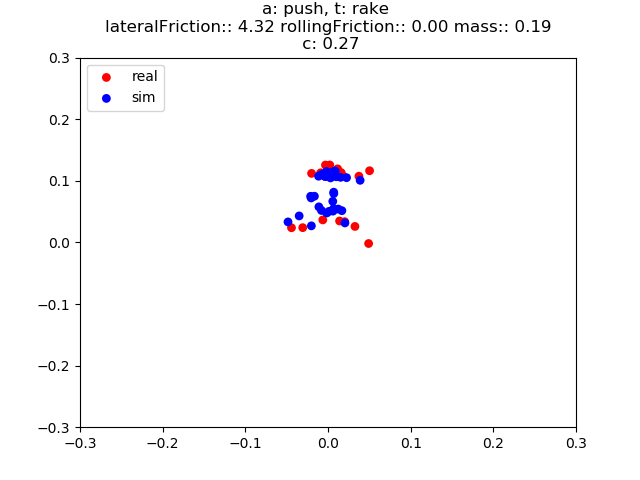 a: push, t: rake
lateralFriction:: 4.32 rollingFriction:: 0.00 mass:: 0.19
c: 0.27
real
sim
0.3
0.2
0.1
0.0
−0.1
−0.2
−0.3
−0.3 −0.2 −0.1 0.0 0.1 0.2 0.3